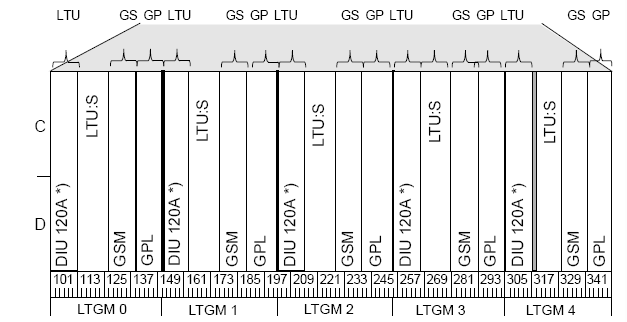 LTU GS GP LTU GS GP LTU GS GP LTU GS GP LTU GS GP
C
D
DIU 120A *) LTU:S GSM GPL DIU 120A *) LTU:S GSM GPL DIU 120A *) LTU:S GSM GPL DIU 120A *) LTU:S GSM GPL DIU 120A *) LTU:S GSM GPL
101 113 125 137 149 161 173 185 197 209 221 233 245 257 269 281 293 305 317 329 341
LTGM 0 LTGM 1 LTGM 2 LTGM 3 LTGM 4